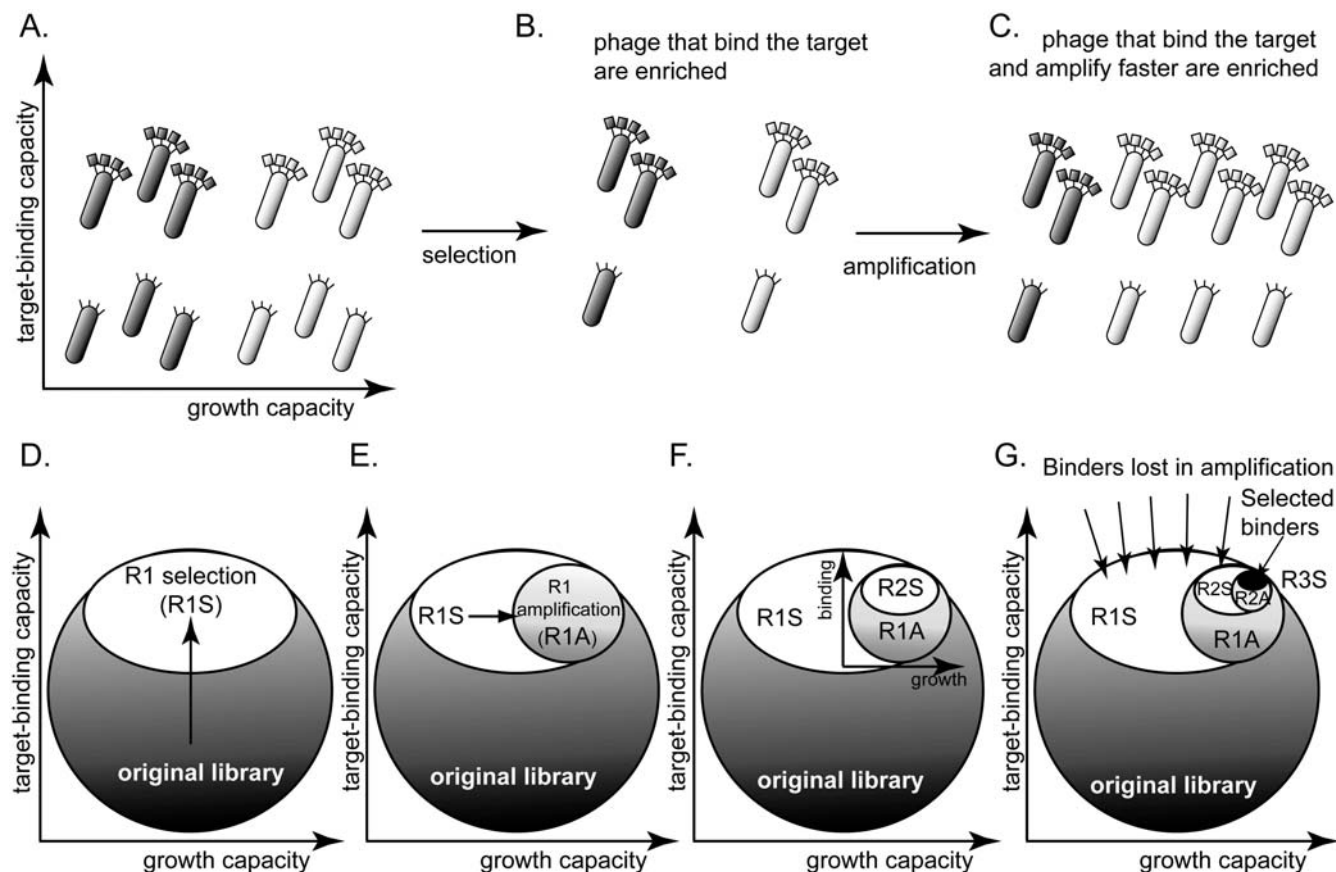 A.
target-binding capacity
growth capacity
selection
B.
phage that bind the target
are enriched
amplification
C.
phage that bind the target
and amplify faster are enriched
D.
target-binding capacity
R1 selection
(R1S)
original library
growth capacity
E.
target-binding capacity
R1S
R1
amplification
(R1A)
original library
growth capacity
F.
target-binding capacity
binding
R2S
R1S
R1A
growth
original library
growth capacity
G.
Binders lost in amplification
Selected
binders
target-binding capacity
R3S
R2S
R2A
R1S
R1A
original library
growth capacity